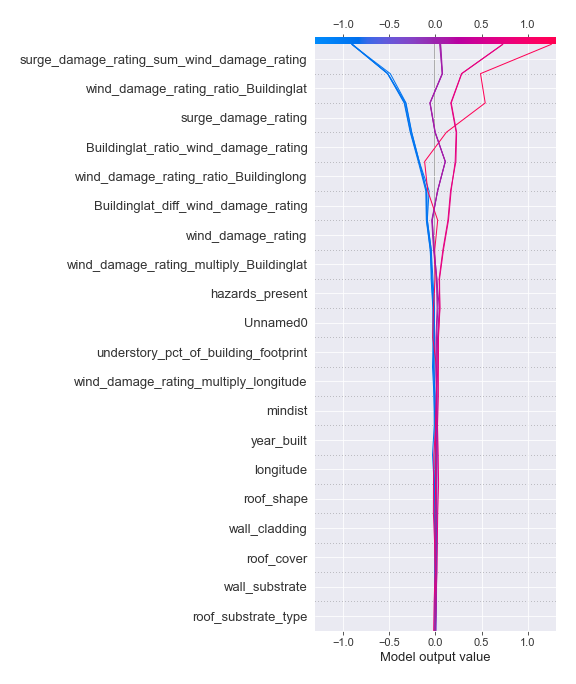 −1.0 −0.5 0.0 0.5 1.0
surge_damage_rating_sum_wind_damage_rating
wind_damage_rating_ratio_Buildinglat
surge_damage_rating
Buildinglat_ratio_wind_damage_rating
wind_damage_rating_ratio_Buildinglong
Buildinglat_diff_wind_damage_rating
wind_damage_rating
wind_damage_rating_multiply_Buildinglat
hazards_present
Unnamed0
understory_pct_of_building_footprint
wind_damage_rating_multiply_longitude
mindist
year_built
longitude
roof_shape
wall_cladding
roof_cover
wall_substrate
roof_substrate_type
−1.0 −0.5 0.0 0.5 1.0
Model output value